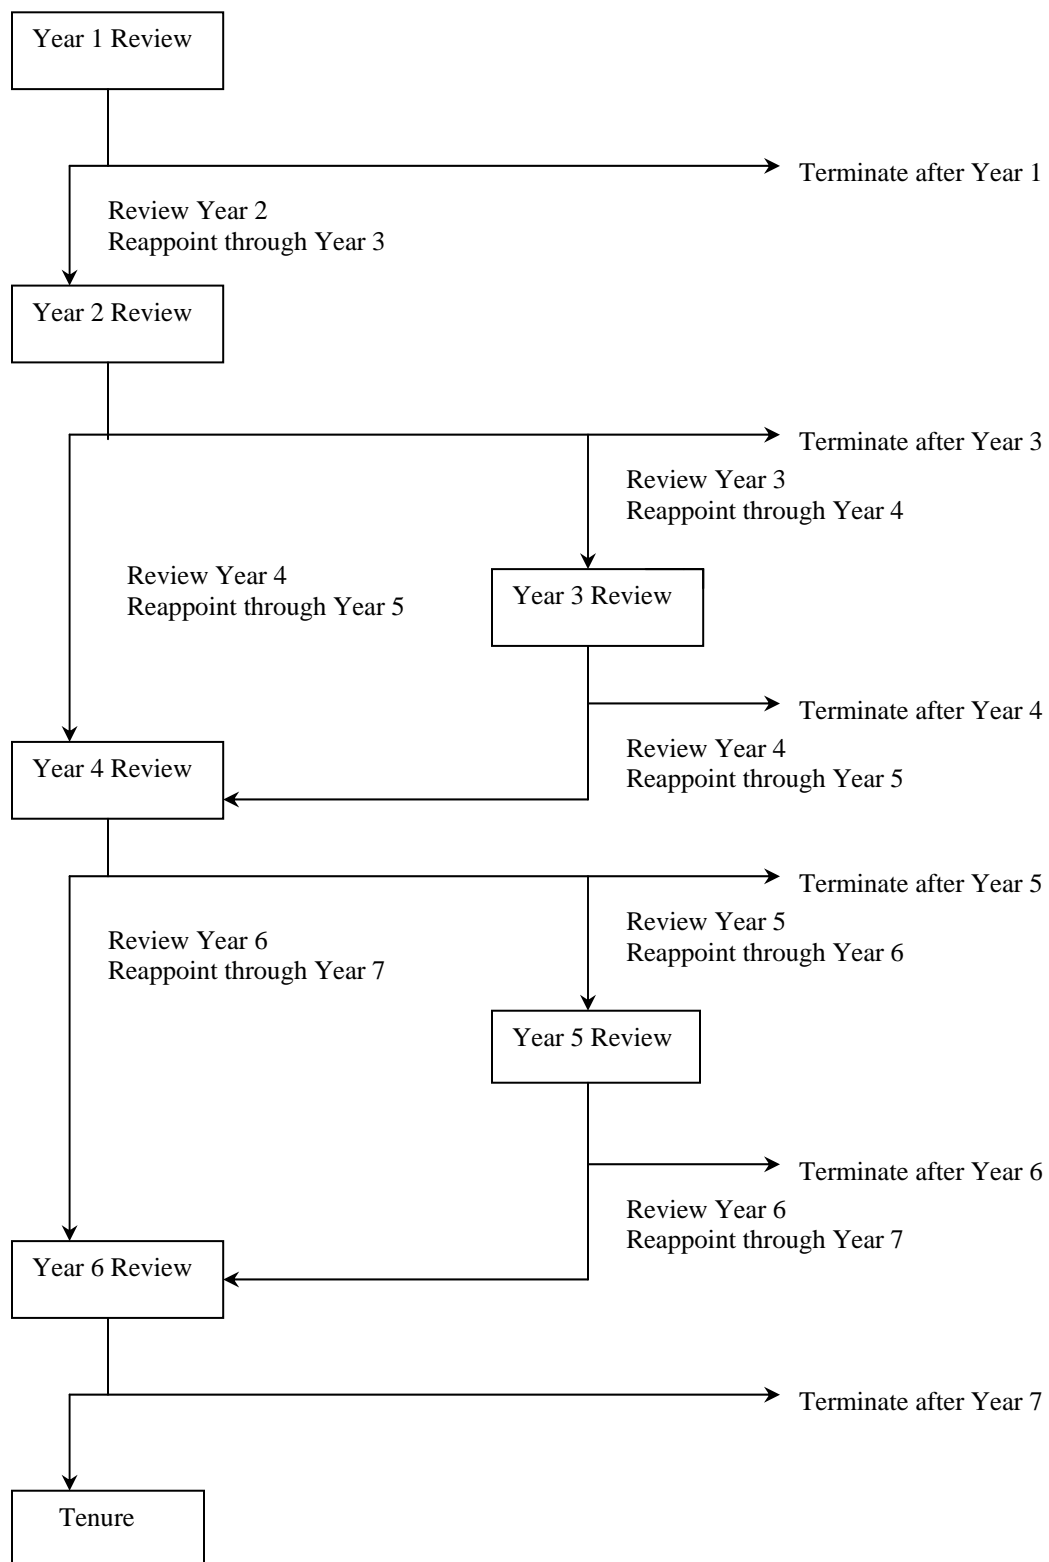 Year 1 Review
Terminate after Year 1
Review Year 2
Reappoint through Year 3
Year 2 Review
Terminate after Year 3
Review Year 3
Reappoint through Year 4
Review Year 4
Reappoint through Year 5
Year 3 Review
Terminate after Year 4
Review Year 4
Reappoint through Year 5
Year 4 Review
Terminate after Year 5
Review Year 5
Reappoint through Year 6
Review Year 6
Reappoint through Year 7
Year 5 Review
Terminate after Year 6
Review Year 6
Reappoint through Year 7
Year 6 Review
Terminate after Year 7
Tenure